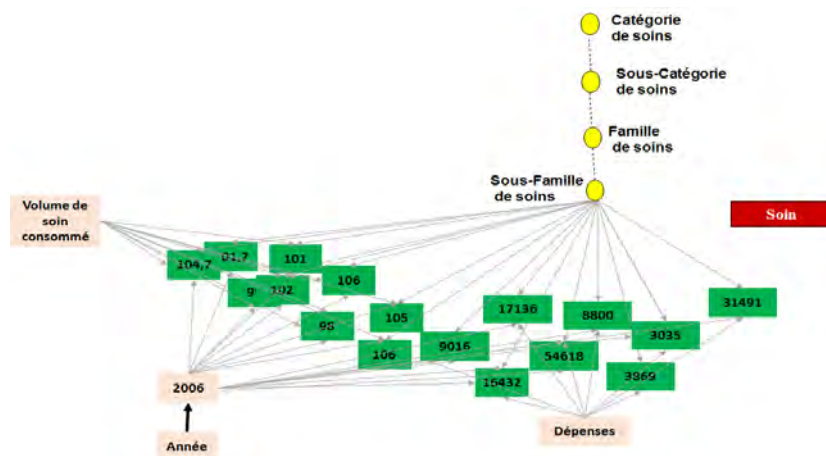 Catégorie
de soins
Sous-Catégorie
de soins
Famille
de soins
Sous-Famille
de soins
Volume de
soin
consommé
Soin
104,7
101
106
98
105
106
9016
17136
8800
3035
31491
54618
15432
3869
2006
Année
Dépenses